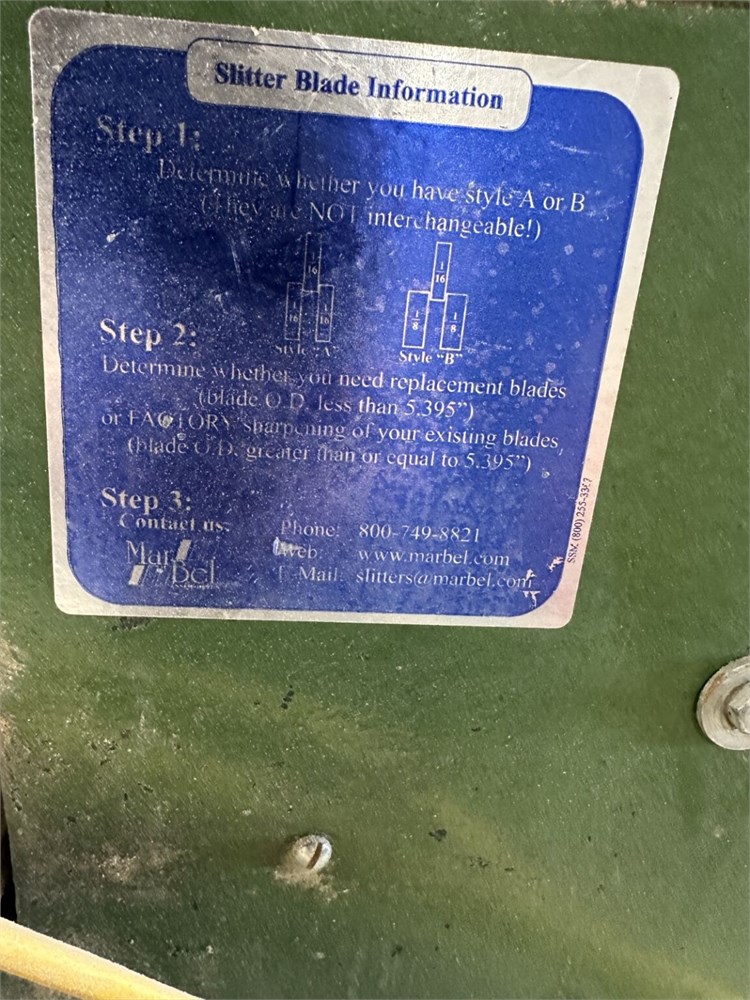 Slitter Blade Information
Step 1:
Determine whether you have style A or B
(They are NOT interchangeable!)
1/16
1/16
1/16 1/16
1/8 1/8
Style "A"
Style "B"
Step 2:
Determine whether you need replacement blades
(blade O.D. less than 5.395")
or FACTORY sharpening of your existing blades,
(blade O.D. greater than or equal to 5.395")
Step 3:
Contact us.
Phone: 800-749-8821
Web: www.marbel.com
E-Mail: slitters@marbel.com
Mar Bel
(800) 255-